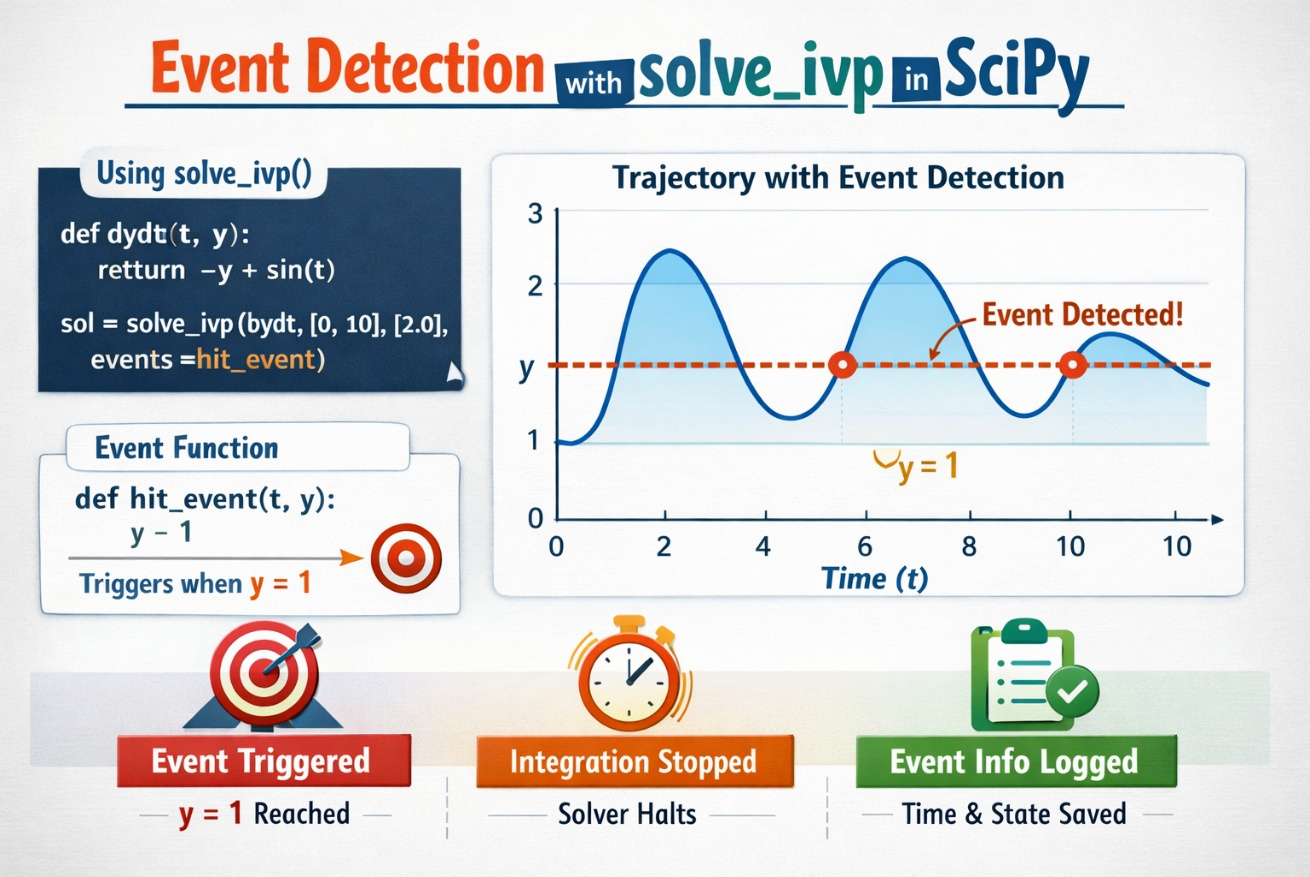 Event Detection with solve_ivp in SciPy
Using solve_ivp()
def dydt(t, y):
retturn −y + sin(t)
sol = solve_ivp(bydt, [0, 10], [2.0],
events =hit_event)
Event Function
def hit_event(t, y):
y − 1
Triggers when y = 1
Trajectory with Event Detection
3
2
Event Detected!
y
1
y = 1
0
0 2 4 6 8 10 10
Time (t)
Event Triggered
y = 1 Reached
Integration Stopped
Solver Halts
Event Info Logged
Time & State Saved